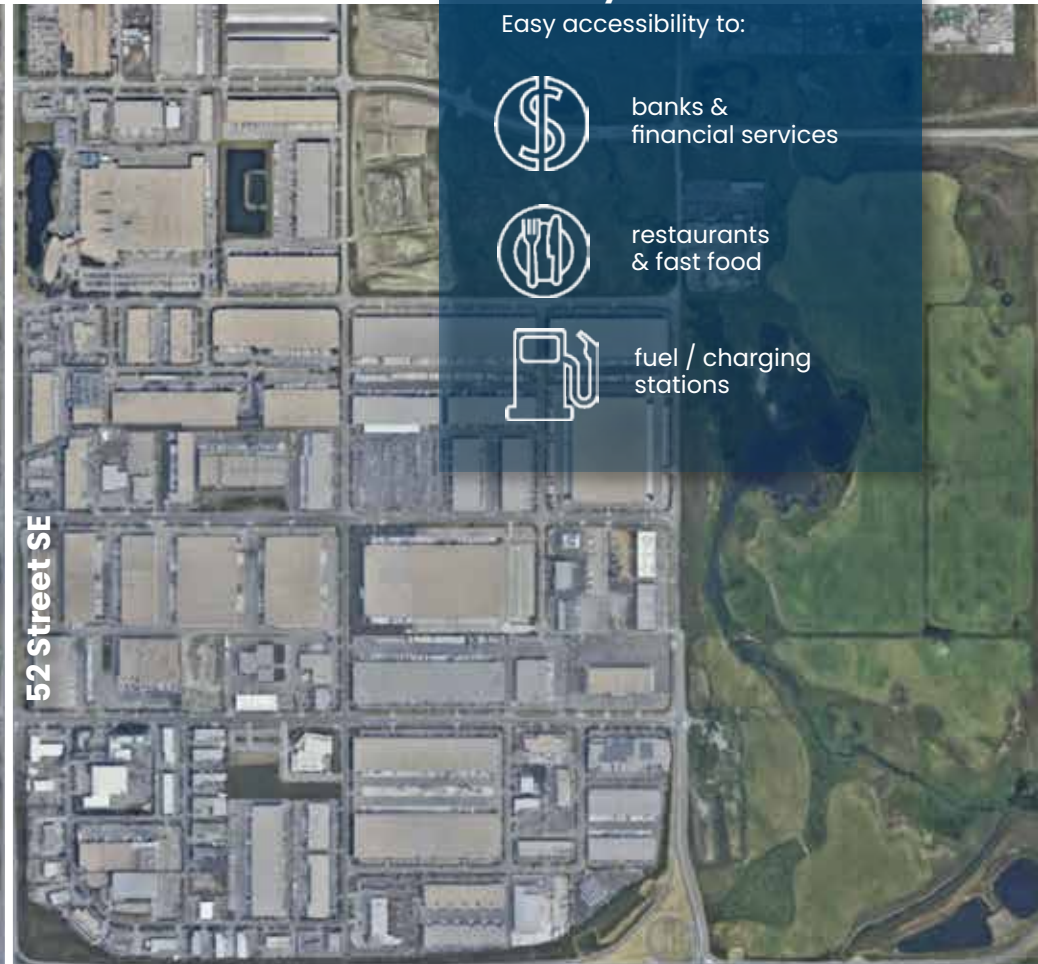 Easy accessibility to:
banks &
financial services
restaurants
& fast food
fuel / charging
stations
52 Street SE